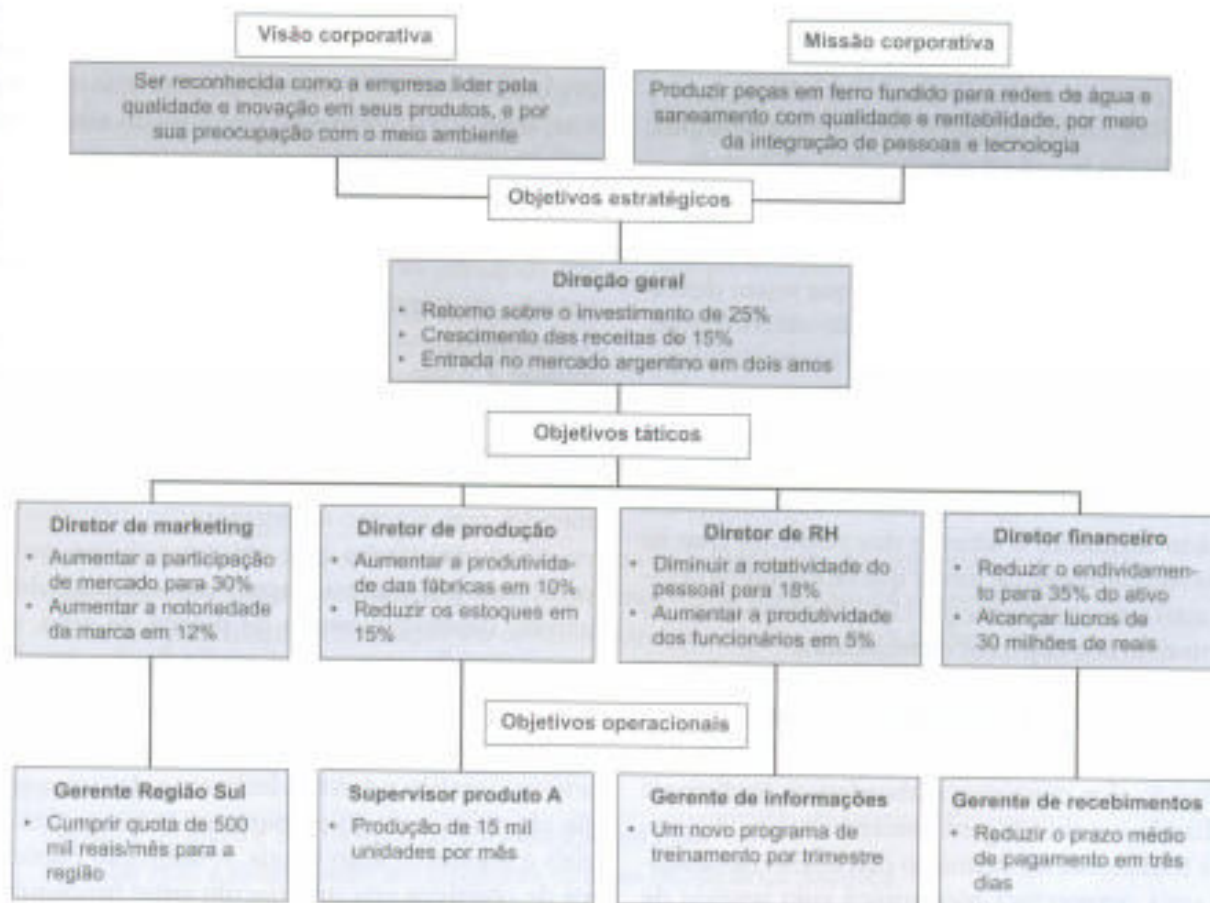 Visão corporativa
Ser reconhecida como a empresa líder pela
qualidade e inovação em seus produtos, e por
sua preocupação com o meio ambiente
Missão corporativa
Produzir peças em ferro fundido para redes de água e
saneamento com qualidade e rentabilidade, por meio
da integração de pessoas e tecnologia
Objetivos estratégicos
Direção geral
• Retorno sobre o investimento de 25%
• Crescimento das receitas de 15%
• Entrada no mercado argentino em dois anos
Objetivos táticos
Diretor de marketing
• Aumentar a participação
de mercado para 30%
• Aumentar a notoriedade
da marca em 12%
Diretor de produção
• Aumentar a produtivida-
de das fábricas em 10%
• Reduzir os estoques em
15%
Diretor de RH
• Diminuir a rotatividade do
pessoal para 18%
• Aumentar a produtividade
dos funcionários em 5%
Diretor financeiro
• Reduzir o endividamen-
to para 35% do ativo
• Alcançar lucros de
30 milhões de reais
Objetivos operacionais
Gerente Região Sul
• Cumprir quota de 500
mil reais/mês para a
região
Supervisor produto A
• Produção de 15 mil
unidades por mês
Gerente de informações
• Um novo programa de
treinamento por trimestre
Gerente de recebimentos
• Reduzir o prazo médio
de pagamento em três
dias